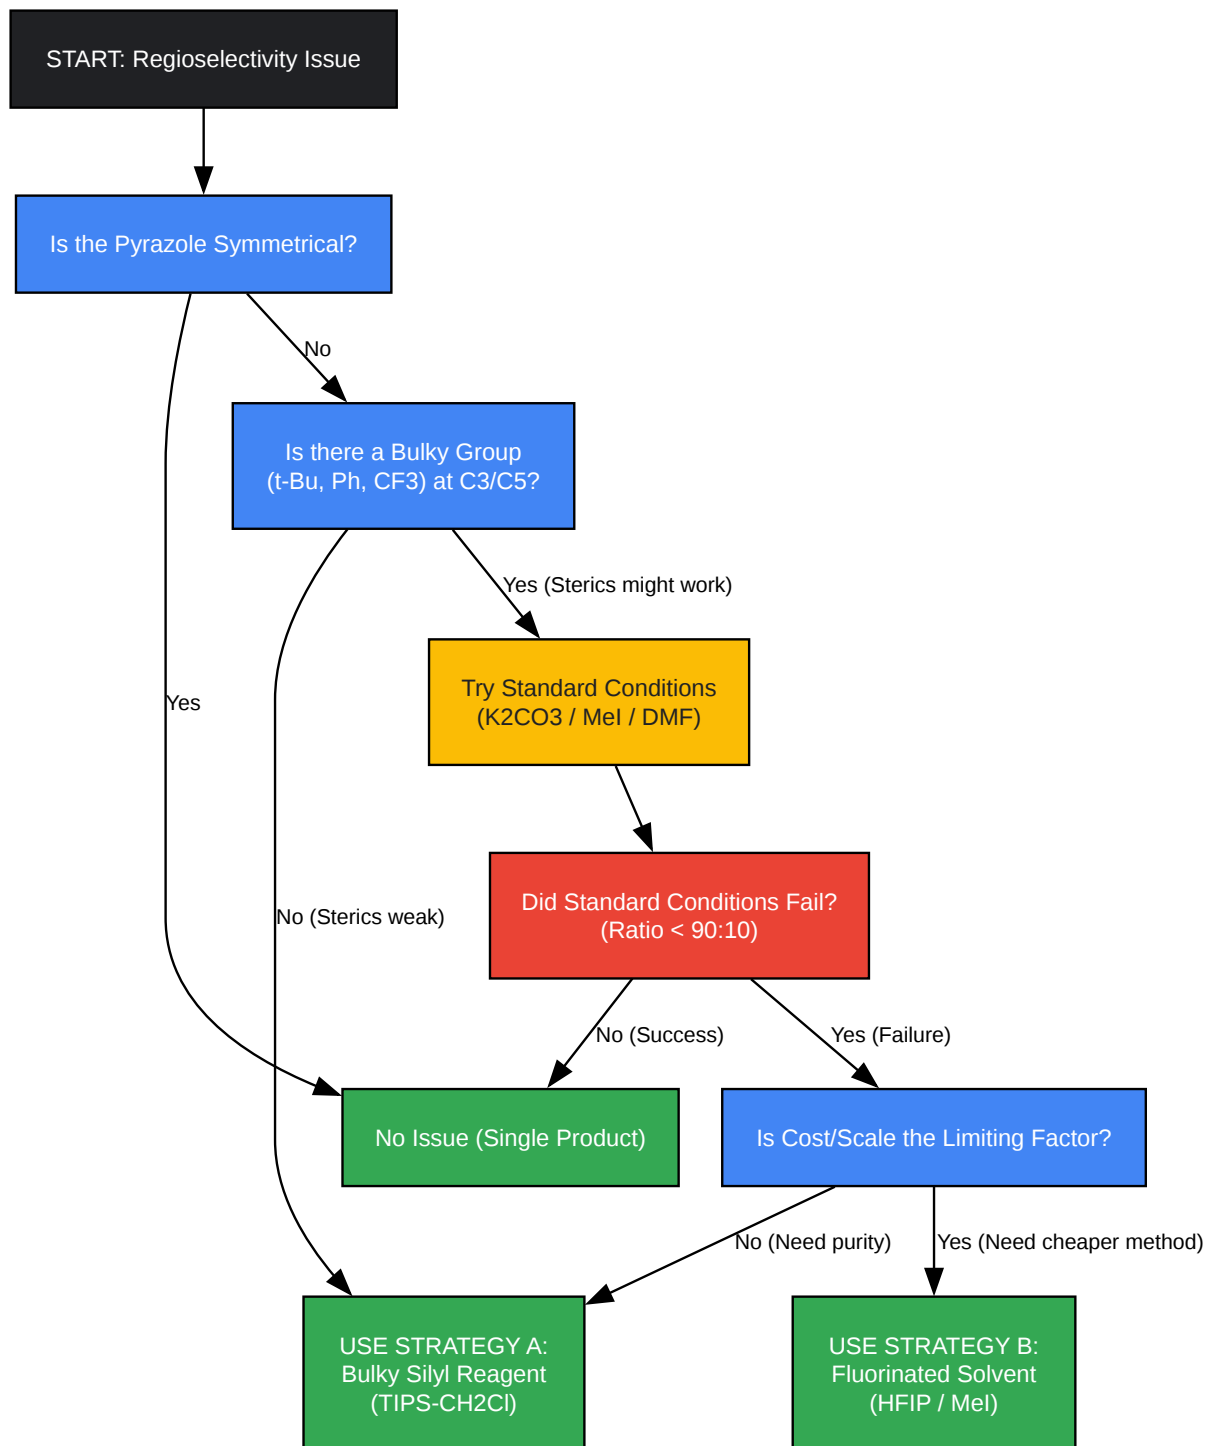 START: Regioselectivity Issue
Is the Pyrazole Symmetrical?
No
Is there a Bulky Group
(t-Bu, Ph, CF3) at C3/C5?
Yes (Sterics might work)
Try Standard Conditions
(K2CO3 / MeI / DMF)
Yes
Did Standard Conditions Fail?
(Ratio < 90:10)
No (Sterics weak)
No (Success)
Yes (Failure)
No Issue (Single Product)
Is Cost/Scale the Limiting Factor?
No (Need purity)
Yes (Need cheaper method)
USE STRATEGY A:
Bulky Silyl Reagent
(TIPS-CH2Cl)
USE STRATEGY B:
Fluorinated Solvent
(HFIP / MeI)